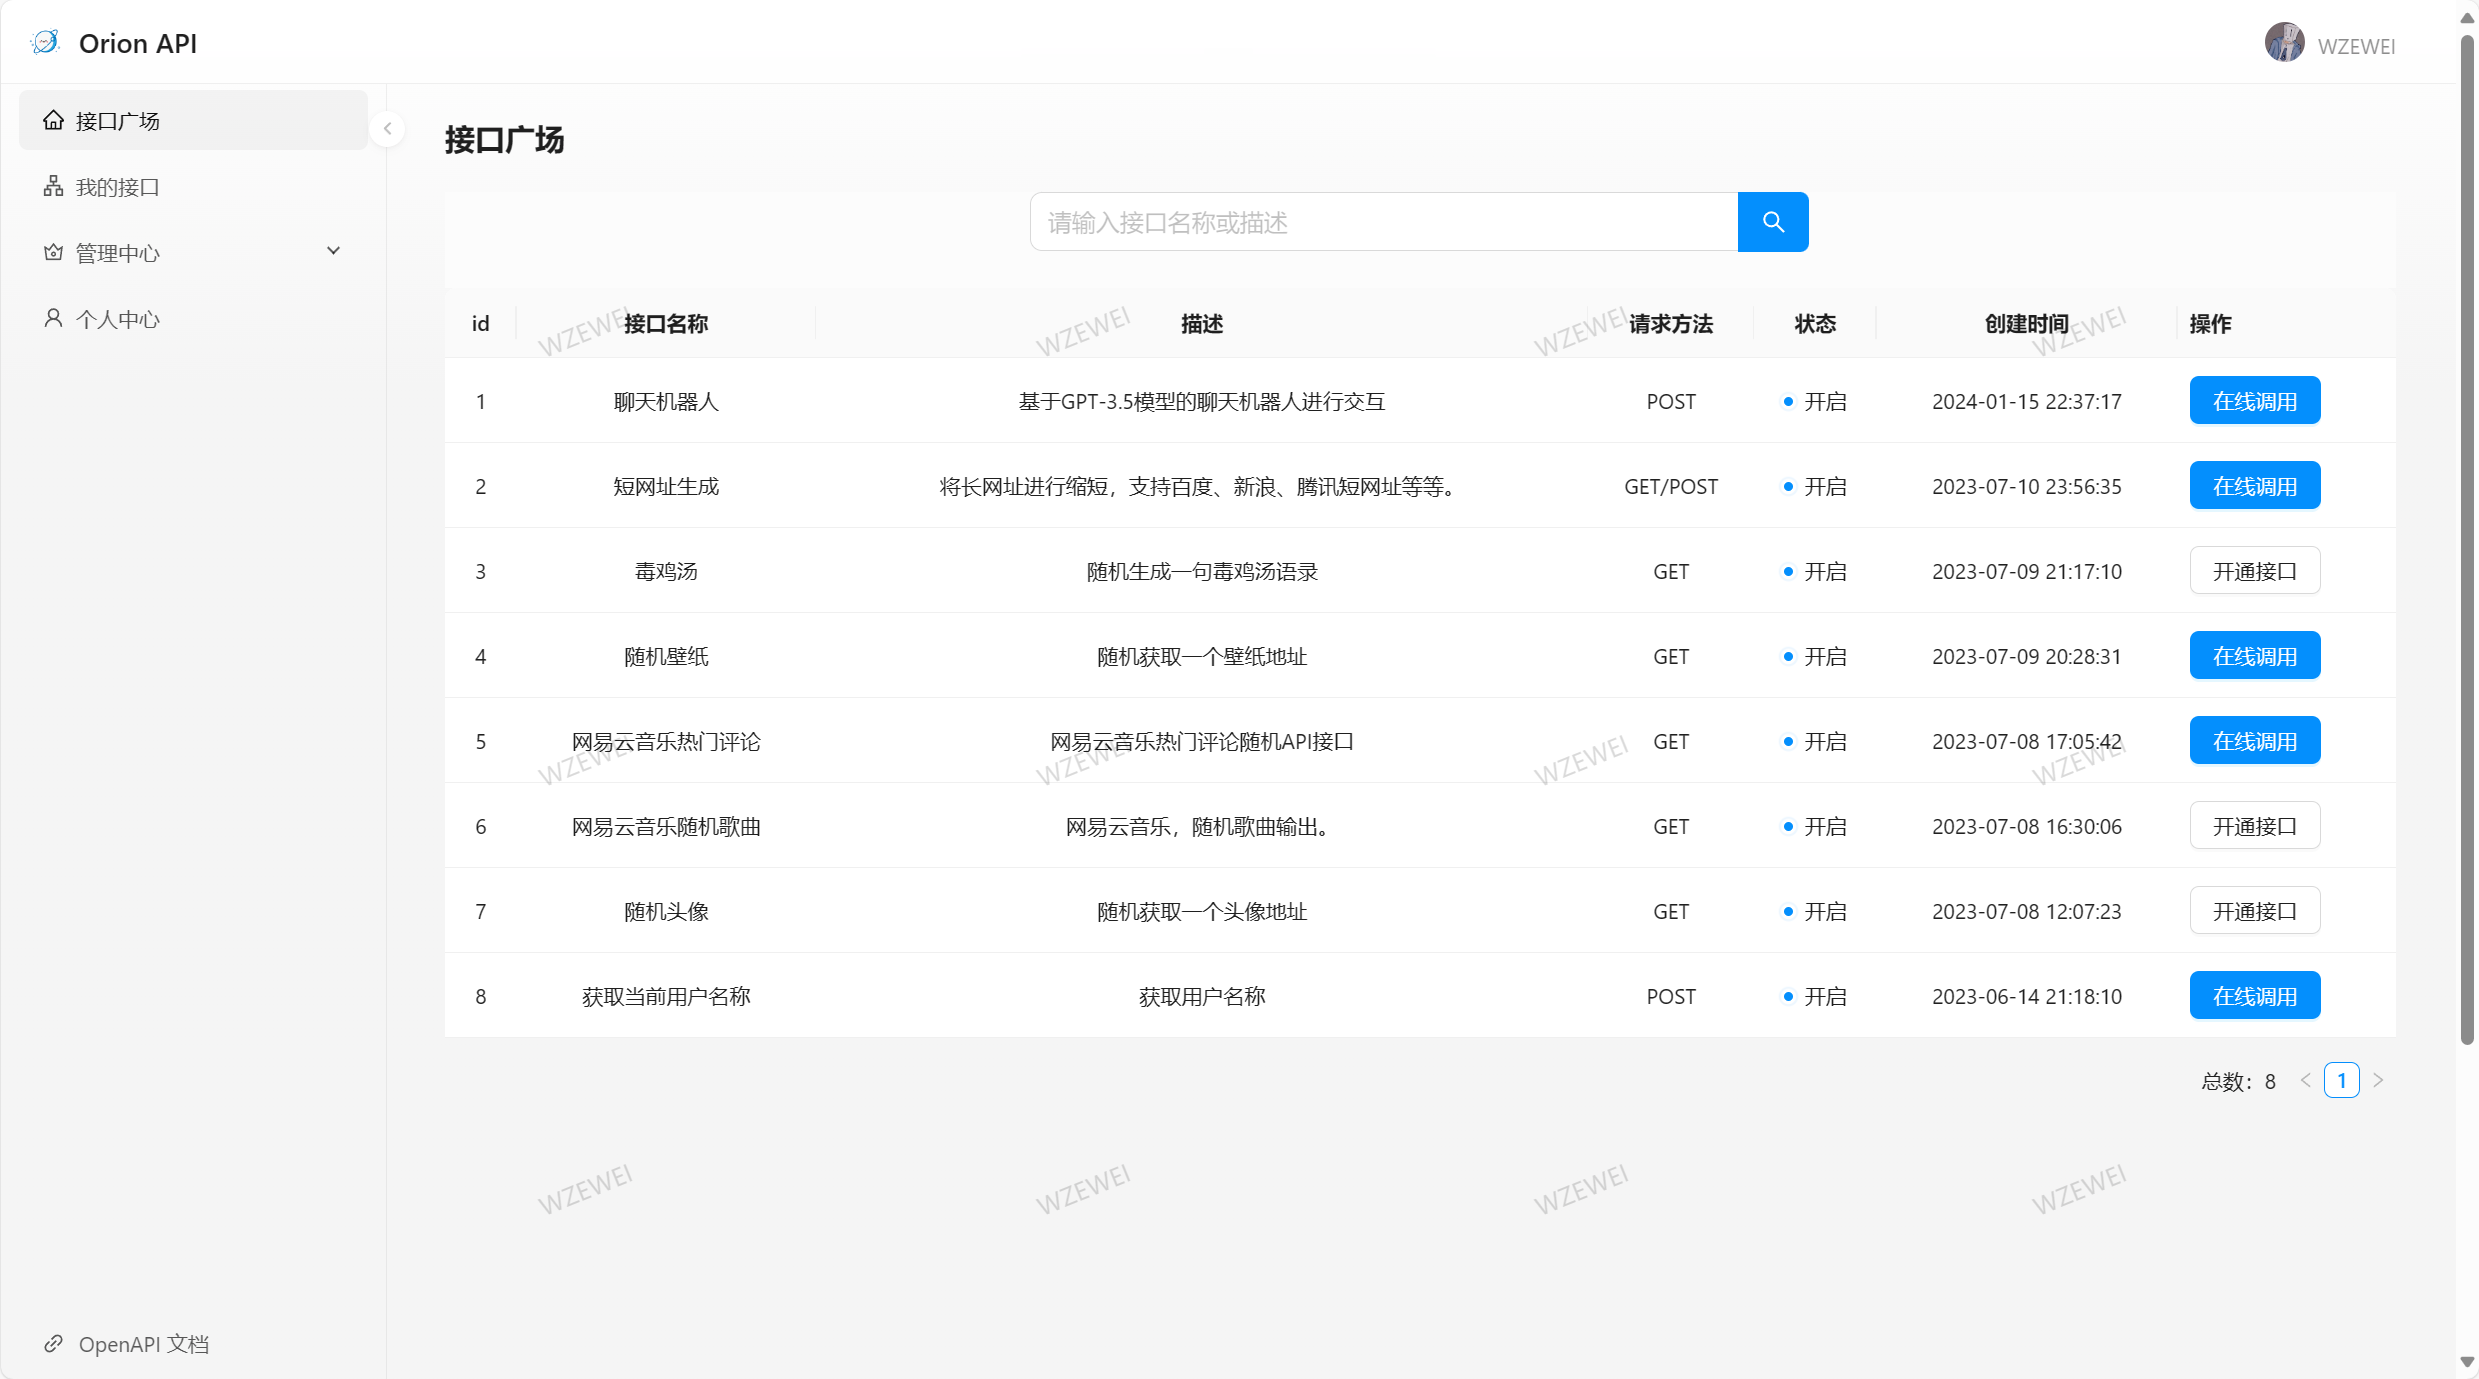 Orion API
WZEWEI
接口广场
我的接口
管理中心
个人中心
OpenAPI 文档
接口广场
请输入接口名称或描述
id 接口名称 描述 请求方法 状态 创建时间 操作
1 聊天机器人 基于GPT-3.5模型的聊天机器人进行交互 POST 开启 2024-01-15 22:37:17 在线调用
2 短网址生成 将长网址进行缩短，支持百度、新浪、腾讯短网址等等。 GET/POST 开启 2023-07-10 23:56:35 在线调用
3 毒鸡汤 随机生成一句毒鸡汤语录 GET 开启 2023-07-09 21:17:10 开通接口
4 随机壁纸 随机获取一个壁纸地址 GET 开启 2023-07-09 20:28:31 在线调用
5 网易云音乐热门评论 网易云音乐热门评论随机API接口 GET 开启 2023-07-08 17:05:42 在线调用
6 网易云音乐随机歌曲 网易云音乐，随机歌曲输出。 GET 开启 2023-07-08 16:30:06 开通接口
7 随机头像 随机获取一个头像地址 GET 开启 2023-07-08 12:07:23 开通接口
8 获取当前用户名称 获取用户名称 POST 开启 2023-06-14 21:18:10 在线调用
总数：8 < 1 >
WZEWEI WZEWEI WZEWEI WZEWEI
WZEWEI WZEWEI WZEWEI WZEWEI
WZEWEI WZEWEI WZEWEI WZEWEI